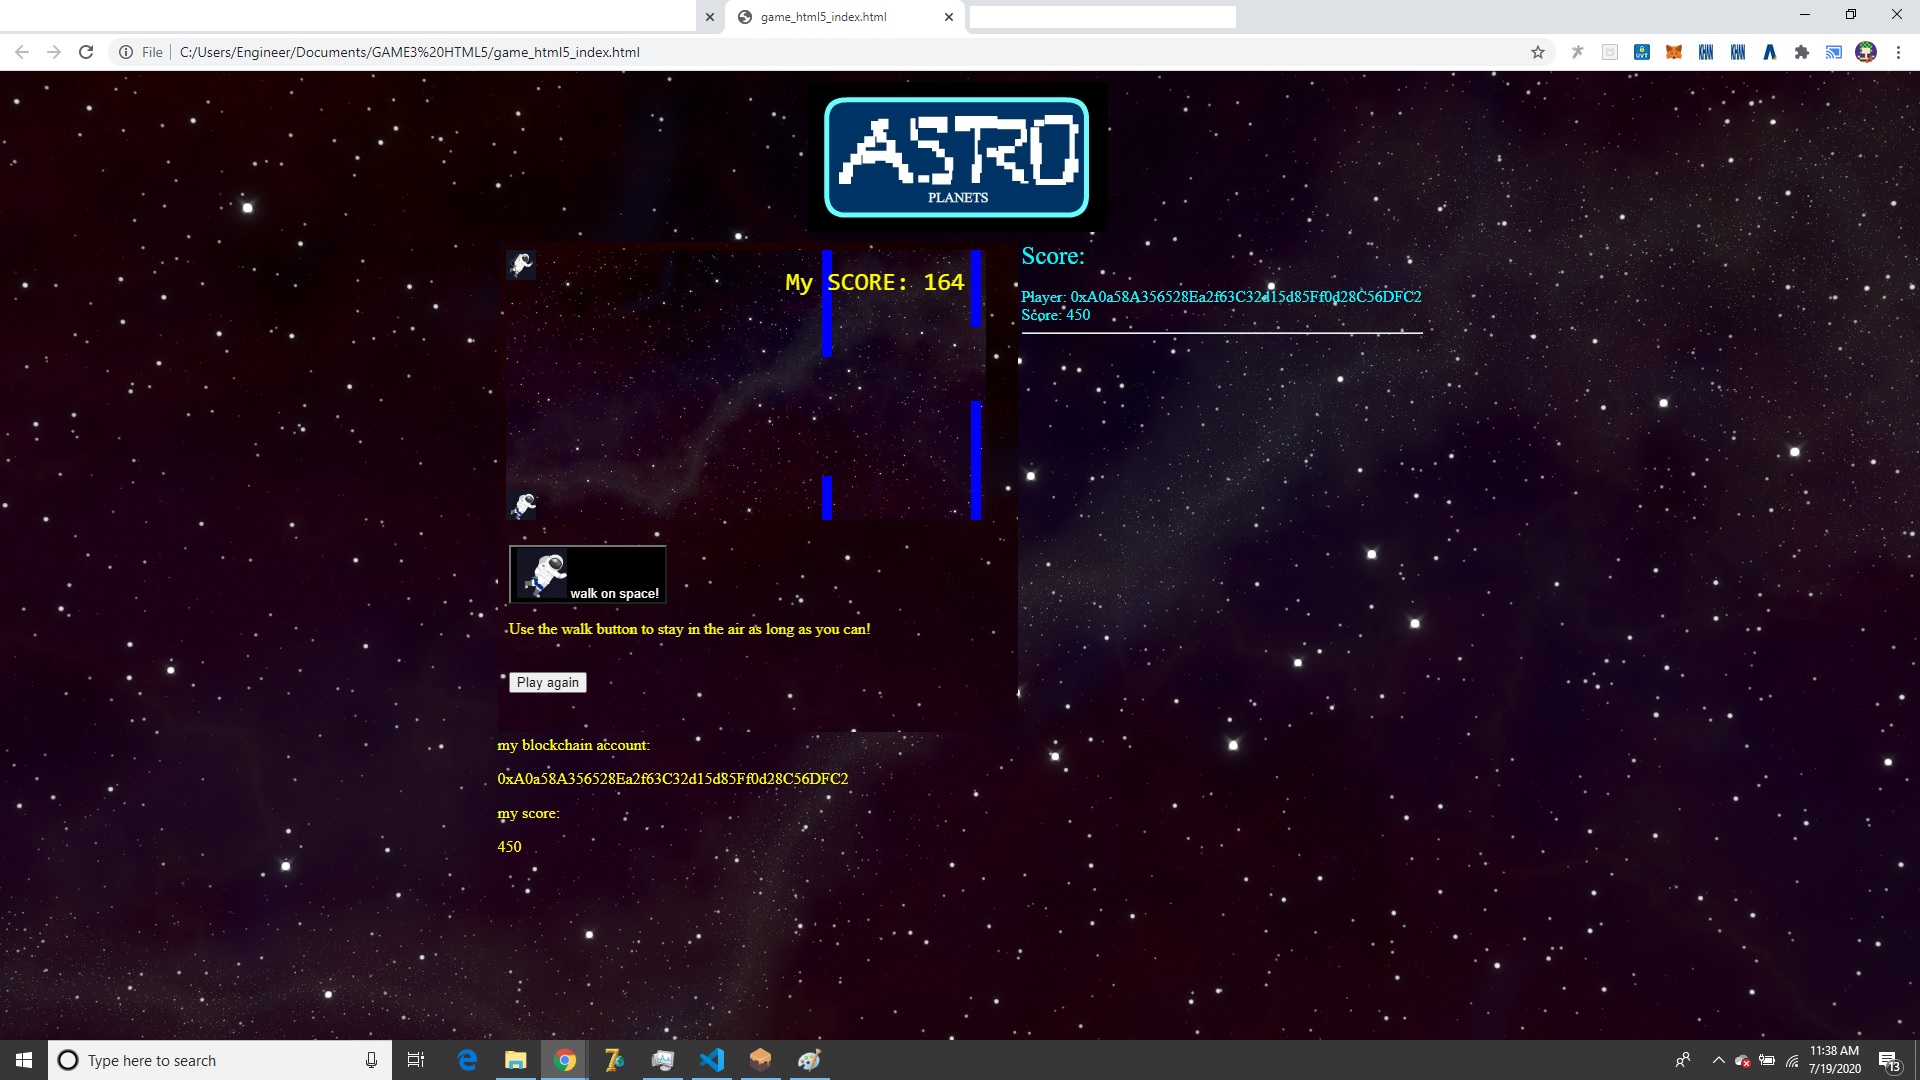 game_html5_index.html
File
C:/Users/Engineer/Documents/GAME3%20HTML5/game_html5_index.html
UVT
ASTRO
PLANETS
My SCORE: 164
Score:
Player: 0xA0a58A356528Ea2f63C32d15d85Ff0d28C56DFC2
Score: 450
walk on space!
Use the walk button to stay in the air as long as you can!
Play again
my blockchain account:
0xA0a58A356528Ea2f63C32d15d85Ff0d28C56DFC2
my score:
450
Type here to search
11:38 AM
7/19/2020
13